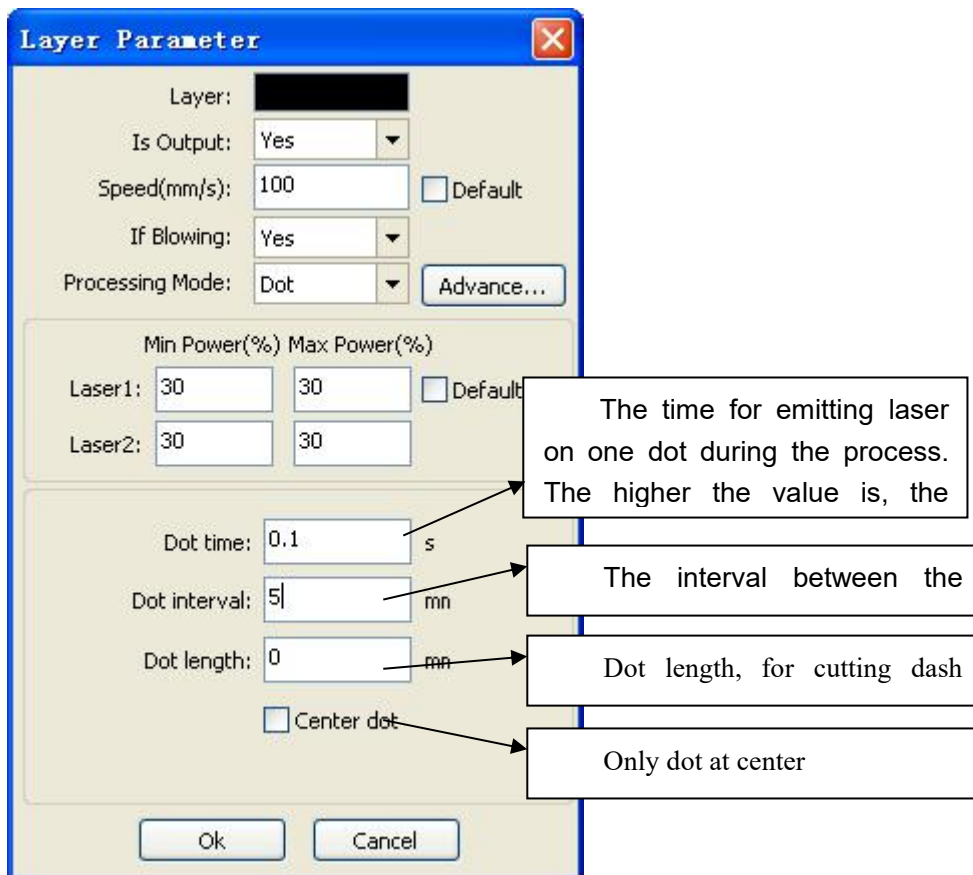 Layer Parameter
Layer:
Is Output: Yes
Speed(mm/s): 100 Default
If Blowing: Yes
Processing Mode: Dot Advance...
Min Power(%) Max Power(%)
Laser1: 30 30 Default
Laser2: 30 30
The time for emitting laser
on one dot during the process.
The higher the value is, the
Dot time: 0.1 s
The interval between the
Dot interval: 5 mn
Dot length: 0 mn
Dot length, for cutting dash
Center dot
Only dot at center
Ok Cancel